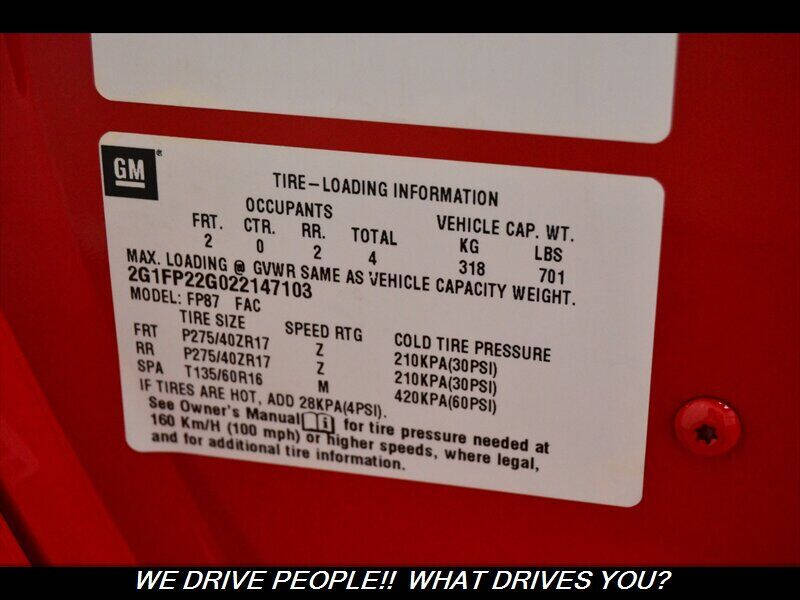 GM®
TIRE–LOADING INFORMATION
OCCUPANTS VEHICLE CAP. WT.
FRT. CTR. RR. TOTAL KG LBS
2 0 2 4 318 701
MAX. LOADING @ GVWR SAME AS VEHICLE CAPACITY WEIGHT.
2G1FP22G022147103
MODEL: FP87 FAC
TIRE SIZE SPEED RTG COLD TIRE PRESSURE
FRT P275/40ZR17 Z 210KPA(30PSI)
RR P275/40ZR17 Z 210KPA(30PSI)
SPA T135/60R16 M 420KPA(60PSI)
IF TIRES ARE HOT, ADD 28KPA(4PSI).
See Owner's Manual i for tire pressure needed at
160 Km/H (100 mph) or higher speeds, where legal,
and for additional tire information.
WE DRIVE PEOPLE!! WHAT DRIVES YOU?